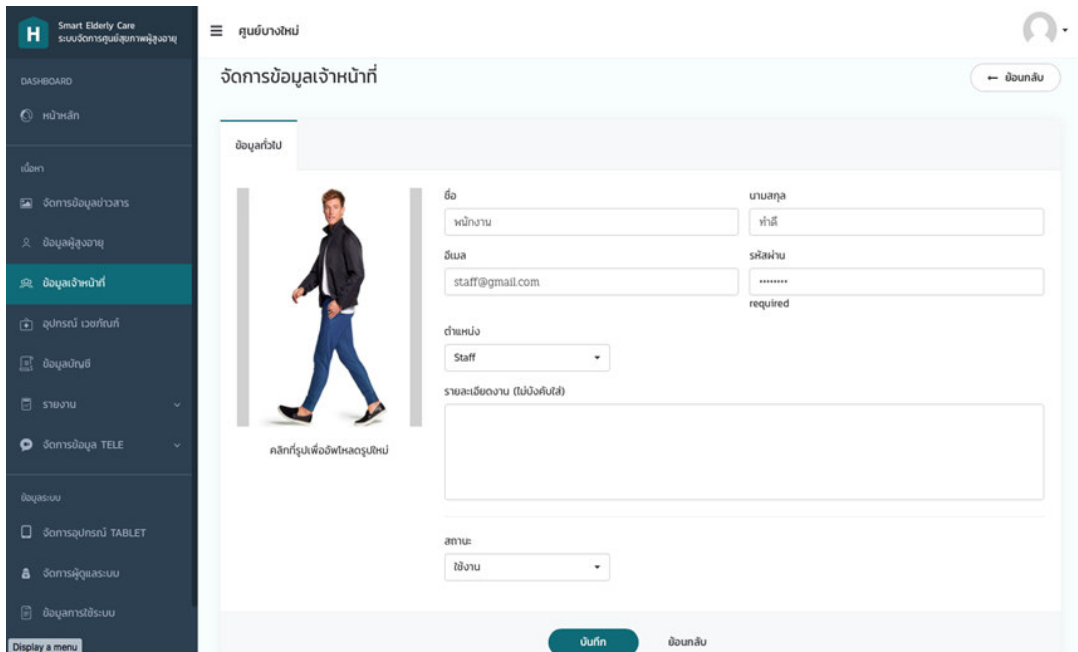 H
Smart Elderly Care
ระบบจัดการศูนย์สุขภาพผู้สูงอายุ
ศูนย์บางใหม่
DASHBOARD
หน้าหลัก
เนื้อหา
จัดการข้อมูลข่าวสาร
ข้อมูลผู้สูงอายุ
ข้อมูลเจ้าหน้าที่
อุปกรณ์ เวชภัณฑ์
ข้อมูลบัญชี
รายงาน
จัดการข้อมูล TELE
ข้อมูลระบบ
จัดการอุปกรณ์ TABLET
จัดการผู้ดูแลระบบ
ข้อมูลการใช้ระบบ
Display a menu
จัดการข้อมูลเจ้าหน้าที่
← ย้อนกลับ
ข้อมูลทั่วไป
คลิกที่รูปเพื่ออัพโหลดรูปใหม่
ชื่อ
นามสกุล
พนักงาน
ทำดี
อีเมล
รหัสผ่าน
staff@gmail.com
••••••••
required
ตำแหน่ง
Staff
รายละเอียดงาน (ไม่บังคับใส่)
สถานะ
ใช้งาน
บันทึก
ย้อนกลับ